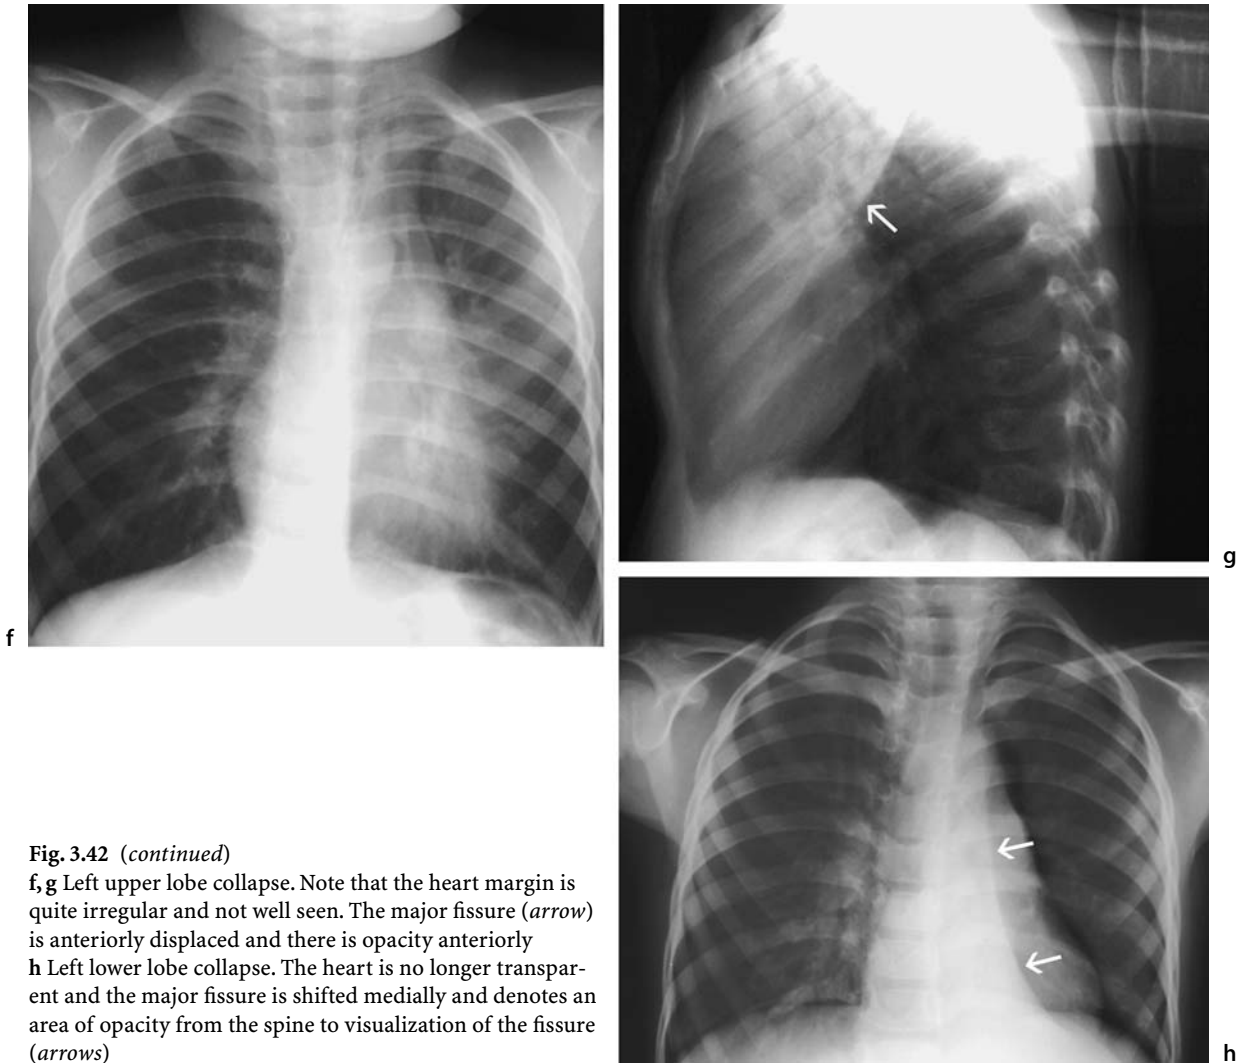 g
f
Fig. 3.42 (continued)
f, g Left upper lobe collapse. Note that the heart margin is
quite irregular and not well seen. The major fissure (arrow)
is anteriorly displaced and there is opacity anteriorly
h Left lower lobe collapse. The heart is no longer transpar-
ent and the major fissure is shifted medially and denotes an
area of opacity from the spine to visualization of the fissure
(arrows)
h